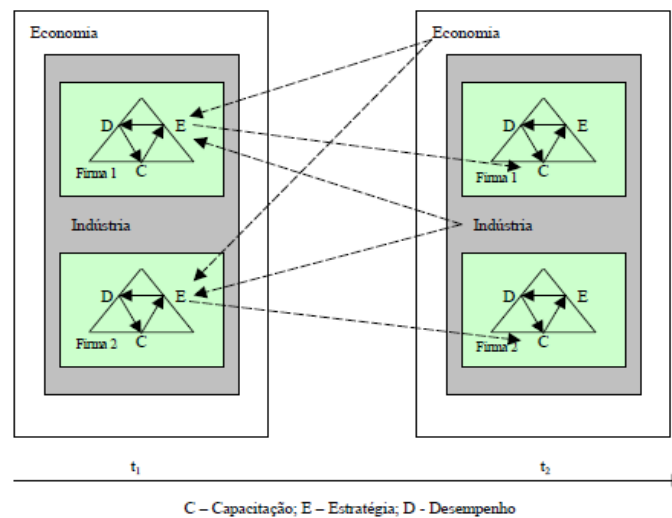 Economia
D E
C
Firma 1
Indústria
D E
C
Firma 2
Economia
D E
C
Firma 1
Indústria
D E
C
Firma 2
t1 t2
C – Capacitação; E – Estratégia; D - Desempenho